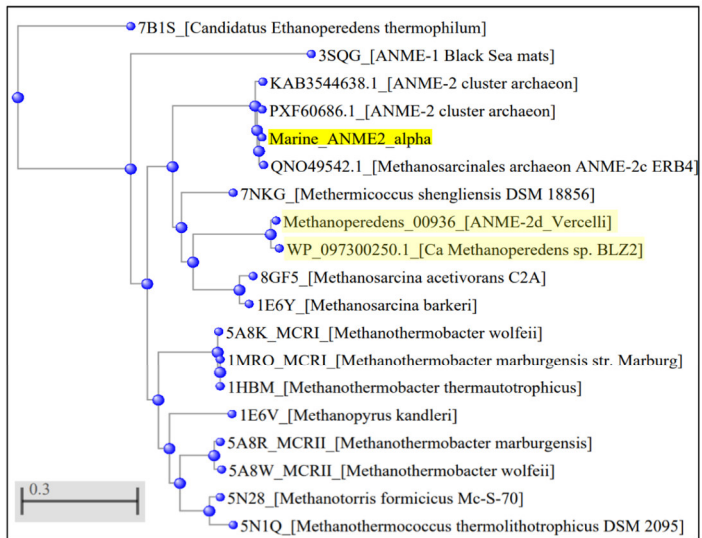 7B1S_[Candidatus Ethanoperedens thermophilum]
3SQG_[ANME-1 Black Sea mats]
KAB3544638.1_[ANME-2 cluster archaeon]
PXF60686.1_[ANME-2 cluster archaeon]
Marine_ANME2_alpha
QNO49542.1_[Methanosarcinales archaeon ANME-2c ERB4]
7NKG_[Methermicoccus shengliensis DSM 18856]
Methanoperedens_00936_[ANME-2d_Vercelli]
WP_097300250.1_[Ca Methanoperedens sp. BLZ2]
8GF5_[Methanosarcina acetivorans C2A]
1E6Y_[Methanosarcina barkeri]
5A8K_MCRI_[Methanothermobacter wolfeii]
1MRO_MCRI_[Methanothermobacter marburgensis str. Marburg]
1HBM_[Methanothermobacter thermautotrophicus]
1E6V_[Methanopyrus kandleri]
5A8R_MCRII_[Methanothermobacter marburgensis]
5A8W_MCRII_[Methanothermobacter wolfeii]
0.3
5N28_[Methanotorris formicicus Mc-S-70]
5N1Q_[Methanothermococcus thermolithotrophicus DSM 2095]